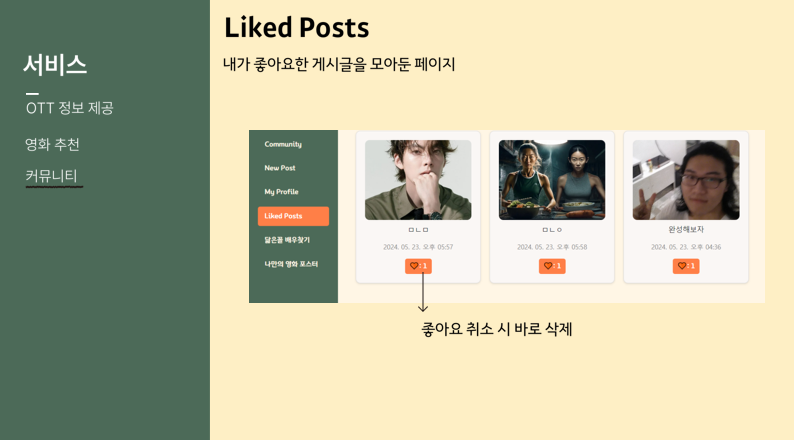 Liked Posts
내가 좋아요한 게시글을 모아둔 페이지
서비스
OTT 정보 제공
영화 추천
커뮤니티
Community
New Post
My Profile
Liked Posts
닮은꼴 배우찾기
나만의 영화 포스터
ㅁㄴㅁ
2024. 05. 23. 오후 05:57
♡: 1
ㅁㄴㅇ
2024. 05. 23. 오후 05:58
♡: 1
완성해보자
2024. 05. 23. 오후 04:36
♡: 1
좋아요 취소 시 바로 삭제